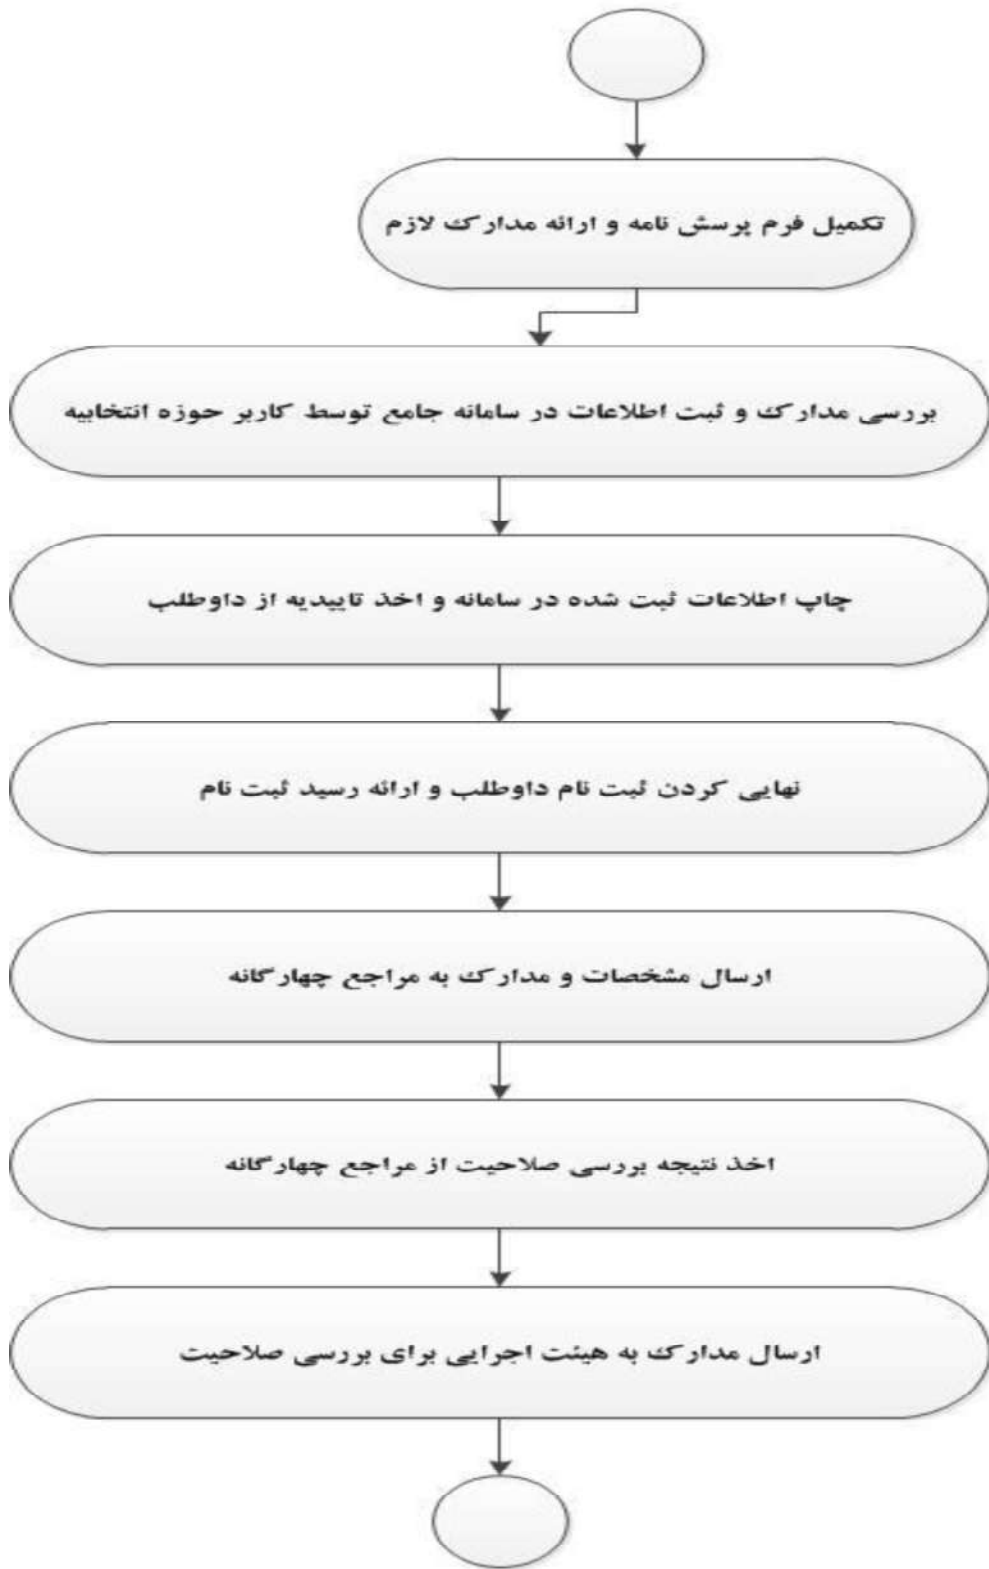 تکمیل فرم پرسش نامه و ارائه مدارک لازم
بررسی مدارک و ثبت اطلاعات در سامانه جامع توسط کاربر حوزه انتخابیه
چاپ اطلاعات ثبت شده در سامانه و اخذ تاییدیه از داوطلب
نهایی کردن ثبت نام داوطلب و ارائه رسید ثبت نام
ارسال مشخصات و مدارک به مراجع چهارگانه
اخذ نتیجه بررسی صلاحیت از مراجع چهارگانه
ارسال مدارک به هیئت اجرایی برای بررسی صلاحیت